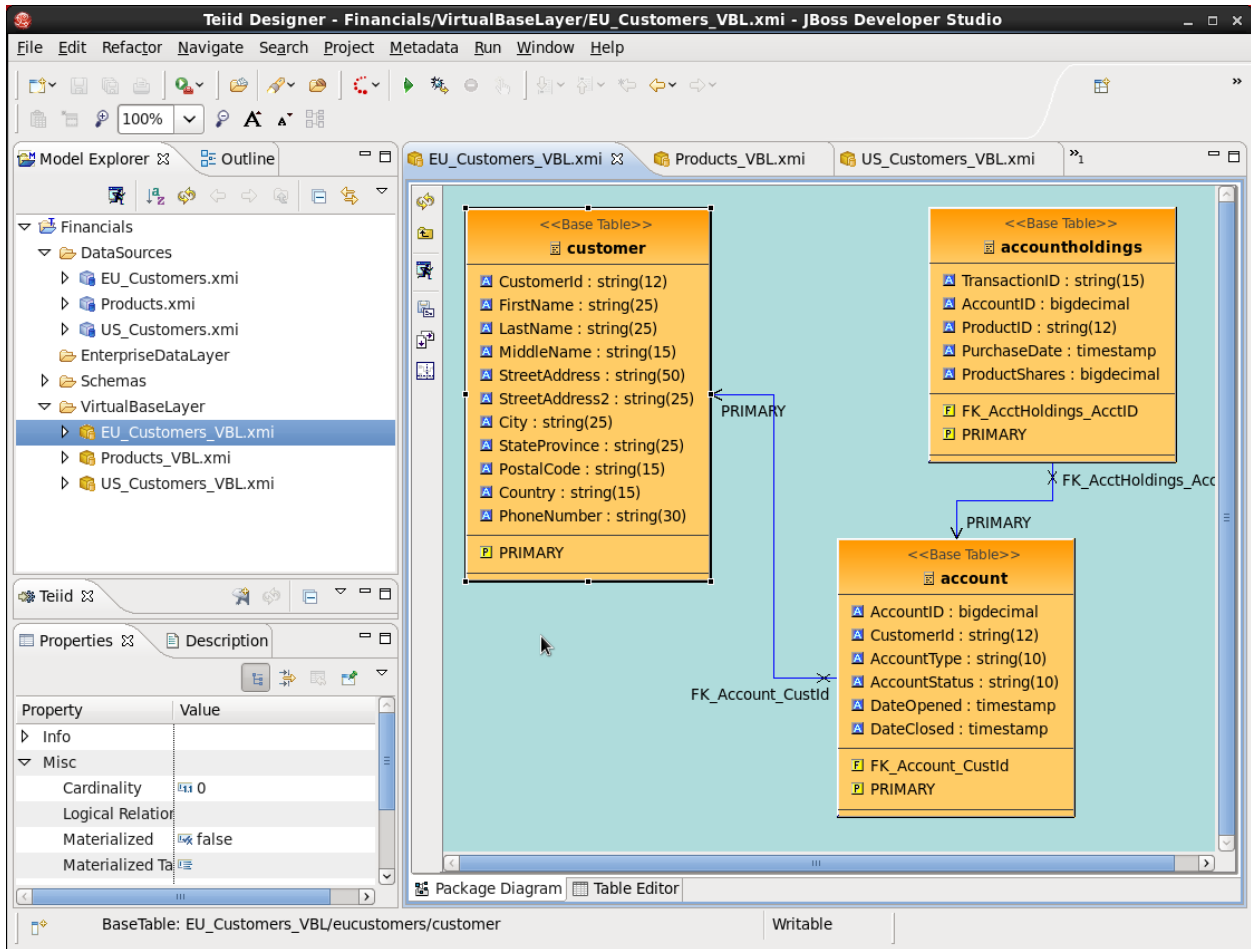 Teiid Designer - Financials/VirtualBaseLayer/EU_Customers_VBL.xmi - JBoss Developer Studio
File Edit Refactor Navigate Search Project Metadata Run Window Help
100%
Model Explorer Outline
Financials
DataSources
EU_Customers.xmi
Products.xmi
US_Customers.xmi
EnterpriseDataLayer
Schemas
VirtualBaseLayer
EU_Customers_VBL.xmi
Products_VBL.xmi
US_Customers_VBL.xmi
Teiid
Properties Description
Property Value
Info
Misc
Cardinality 0
Logical Relation
Materialized false
Materialized Ta
EU_Customers_VBL.xmi Products_VBL.xmi US_Customers_VBL.xmi »1
<<Base Table>>
customer
CustomerId : string(12)
FirstName : string(25)
LastName : string(25)
MiddleName : string(15)
StreetAddress : string(50)
StreetAddress2 : string(25)
City : string(25)
StateProvince : string(25)
PostalCode : string(15)
Country : string(15)
PhoneNumber : string(30)
PRIMARY
PRIMARY
<<Base Table>>
accountholdings
TransactionID : string(15)
AccountID : bigdecimal
ProductID : string(12)
PurchaseDate : timestamp
ProductShares : bigdecimal
FK_AcctHoldings_AcctID
PRIMARY
FK_AcctHoldings_Acc
PRIMARY
<<Base Table>>
account
AccountID : bigdecimal
CustomerId : string(12)
AccountType : string(10)
AccountStatus : string(10)
DateOpened : timestamp
DateClosed : timestamp
FK_Account_CustId
PRIMARY
FK_Account_CustId
Package Diagram Table Editor
BaseTable: EU_Customers_VBL/eucustomers/customer Writable